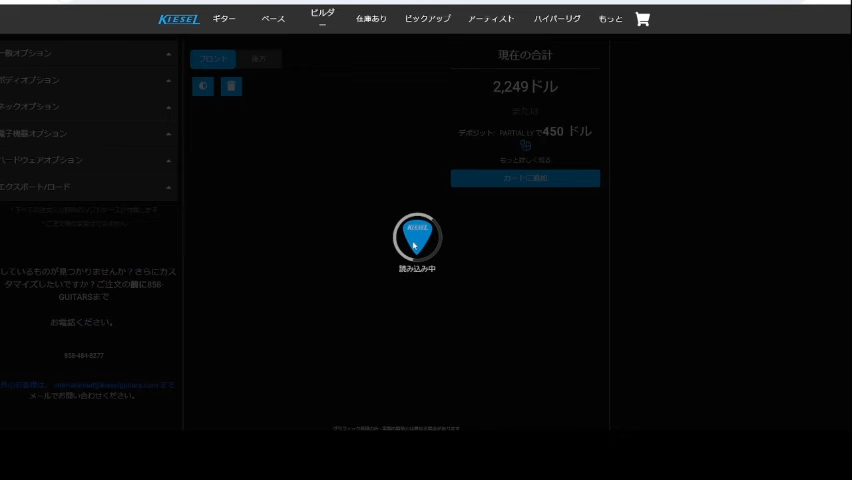 KIESEL
ギター
ベース
ビルダ
ー
在庫あり
ピックアップ
アーティスト
ハイパーリグ
もっと
一般オプション
ボディオプション
ネックオプション
電子機器オプション
ハードウェアオプション
エクスポート/ロード
フロント
後方
現在の合計
2,249ドル
デポジット: PARTIAL.LYで450 ドル
もっと詳しく知る
カートに追加
KIESEL
読み込み中
しているものが見つかりませんか？さらにカス
タマイズしたいですか？ご注文の際に858-
GUITARSまで
お電話ください。
858-484-8277
メールでお問い合わせください。